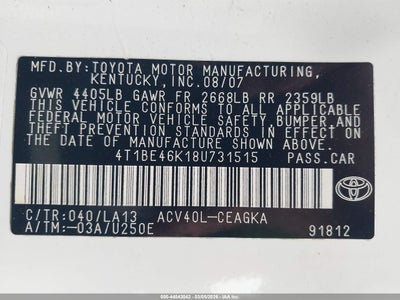 MFD.BY:TOYOTA MOTOR MANUFACTURING,
KENTUCKY, INC. 08/07
GVWR 4405LB GAWR FR 2668LB RR 2359LB
THIS VEHICLE CONFORMS TO ALL APPLICABLE
FEDERAL MOTOR VEHICLE SAFETY, BUMPER, AND
THEFT PREVENTION STANDARDS IN EFFECT ON THE
DATE OF MANUFACTURE SHOWN ABOVE.
4T1BE46K18U731515 PASS.CAR
TOYOTA
C/TR:040/LA13 ACV40L-CEAGKA
A/TM:-03A/U250E 91812